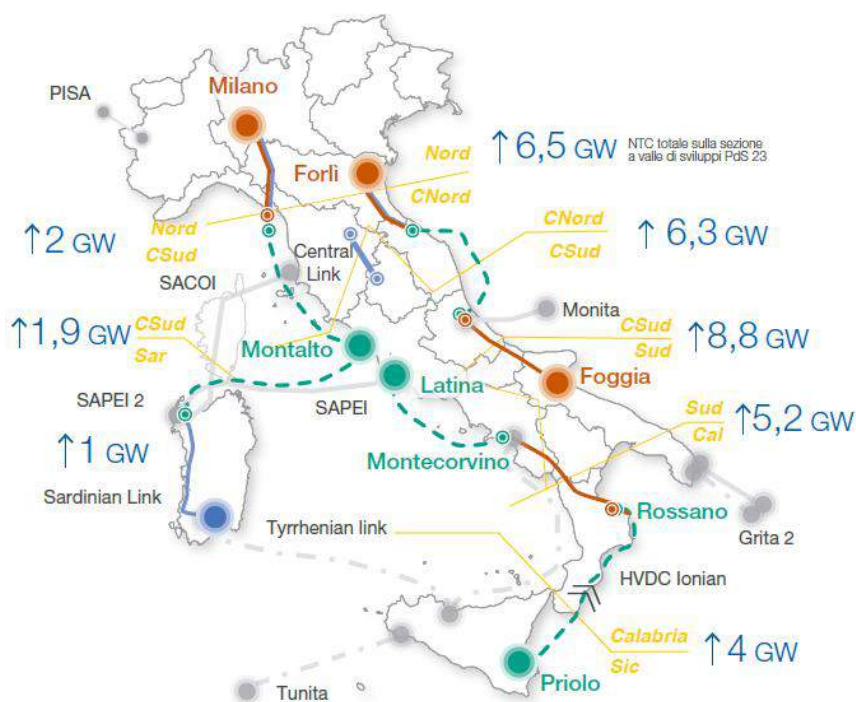 Milano
PISA
Nord
CNord
↑6,5 GW
NTC totale sulla sezione
a valle di sviluppi PdS 23
Forlì
Nord
CSud
↑2 GW
CNord
CSud
↑6,3 GW
Central
Link
SACOI
Monita
↑1,9 GW
CSud
Sar
CSud
Sud
↑8,8 GW
Montalto
Latina
Foggia
SAPEI 2
SAPEI
Sud
Cal
↑5,2 GW
↑1 GW
Montecorvino
Sardinian Link
Rossano
Tyrrhenian link
Grita 2
HVDC Ionian
Calabria
Sic
↑4 GW
Priolo
Tunita